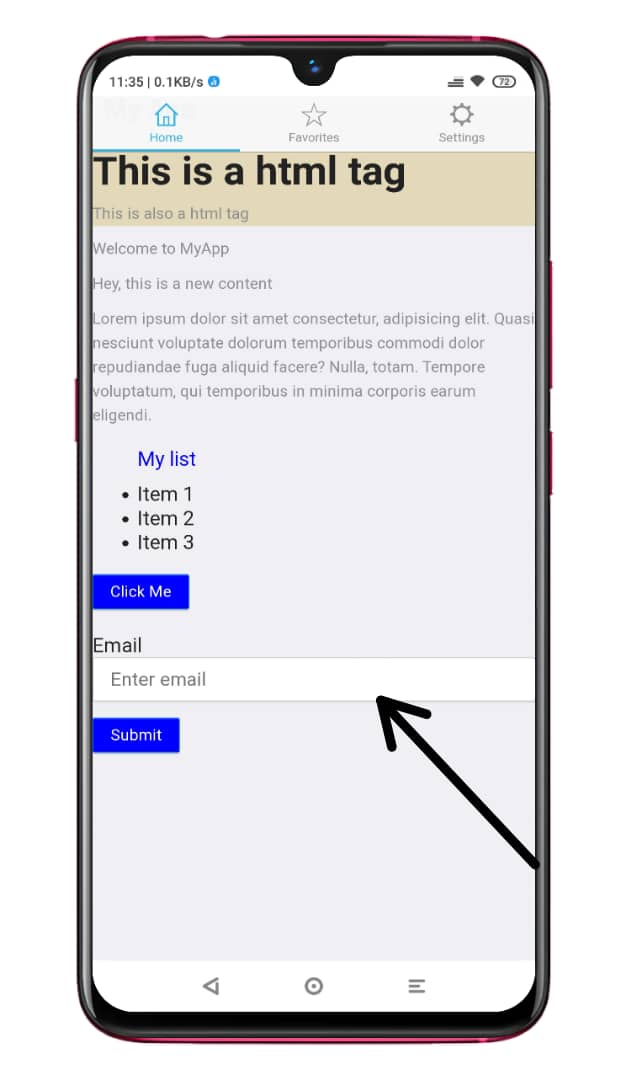 11:35 | 0.1KB/s
72
My
Home
Favorites
Settings
This is a html tag
This is also a html tag
Welcome to MyApp
Hey, this is a new content
Lorem ipsum dolor sit amet consectetur, adipisicing elit. Quasi
nesciunt voluptate dolorum temporibus commodi dolor
repudiandae fuga aliquid facere? Nulla, totam. Tempore
voluptatum, qui temporibus in minima corporis earum
eligendi.
My list
• Item 1
• Item 2
• Item 3
Click Me
Email
Enter email
Submit